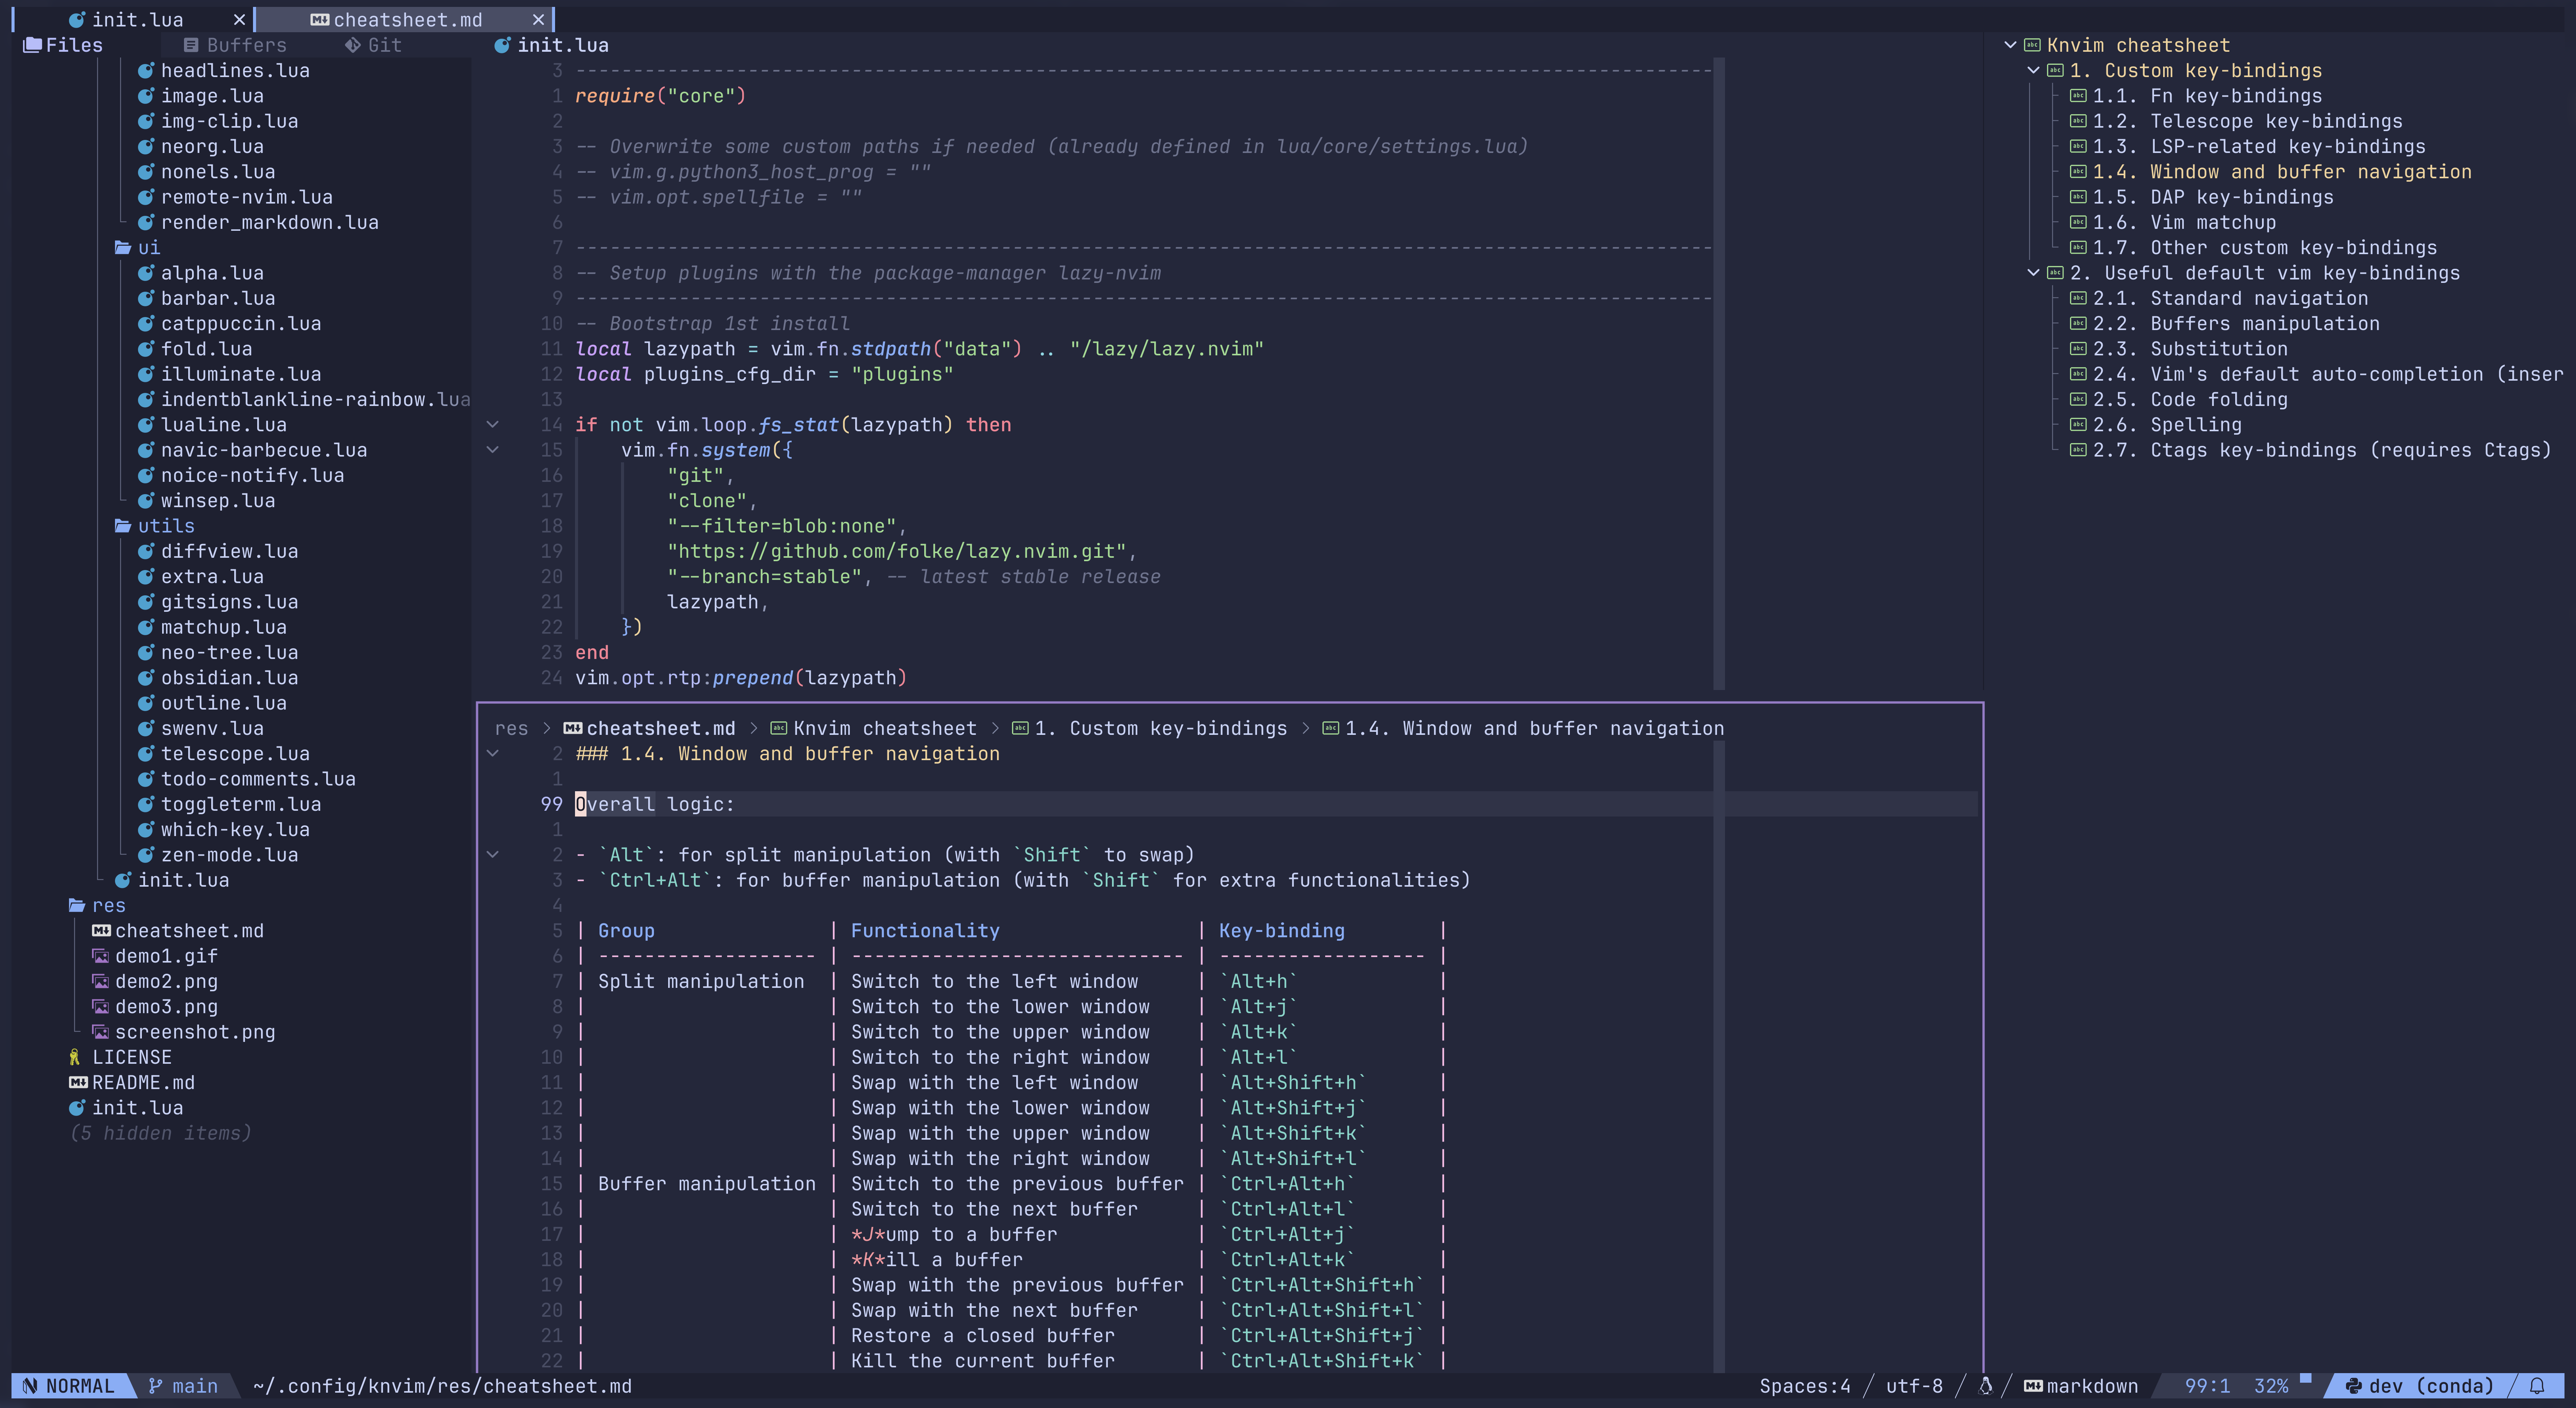 init.lua
cheatsheet.md
Files Buffers Git
headlines.lua
image.lua
img-clip.lua
neorg.lua
nonels.lua
remote-nvim.lua
render_markdown.lua
ui
alpha.lua
barbar.lua
catppuccin.lua
fold.lua
illuminate.lua
indentblankline-rainbow.lua
lualine.lua
navic-barbecue.lua
noice-notify.lua
winsep.lua
utils
diffview.lua
extra.lua
gitsigns.lua
matchup.lua
neo-tree.lua
obsidian.lua
outline.lua
swenv.lua
telescope.lua
todo-comments.lua
toggleterm.lua
which-key.lua
zen-mode.lua
init.lua
res
cheatsheet.md
demo1.gif
demo2.png
demo3.png
screenshot.png
LICENSE
README.md
init.lua
(5 hidden items)
init.lua
3 ---------------------------------------------------------------------------------------------------
1 require("core")
2
3 -- Overwrite some custom paths if needed (already defined in lua/core/settings.lua)
4 -- vim.g.python3_host_prog = ""
5 -- vim.opt.spellfile = ""
6
7 ---------------------------------------------------------------------------------------------------
8 -- Setup plugins with the package-manager lazy-nvim
9 ---------------------------------------------------------------------------------------------------
10 -- Bootstrap 1st install
11 local lazypath = vim.fn.stdpath("data") .. "/lazy/lazy.nvim"
12 local plugins_cfg_dir = "plugins"
13
14 if not vim.loop.fs_stat(lazypath) then
15 vim.fn.system({
16 "git",
17 "clone",
18 "--filter=blob:none",
19 "https://github.com/folke/lazy.nvim.git",
20 "--branch=stable", -- latest stable release
21 lazypath,
22 })
23 end
24 vim.opt.rtp:prepend(lazypath)
res > cheatsheet.md > Knvim cheatsheet > 1. Custom key-bindings > 1.4. Window and buffer navigation
2 ### 1.4. Window and buffer navigation
1
99 Overall logic:
1
2 - `Alt`: for split manipulation (with `Shift` to swap)
3 - `Ctrl+Alt`: for buffer manipulation (with `Shift` for extra functionalities)
4
5 | Group | Functionality | Key-binding |
6 | ------------------- | ----------------------------- | ------------------ |
7 | Split manipulation | Switch to the left window | `Alt+h` |
8 | | Switch to the lower window | `Alt+j` |
9 | | Switch to the upper window | `Alt+k` |
10 | | Switch to the right window | `Alt+l` |
11 | | Swap with the left window | `Alt+Shift+h` |
12 | | Swap with the lower window | `Alt+Shift+j` |
13 | | Swap with the upper window | `Alt+Shift+k` |
14 | | Swap with the right window | `Alt+Shift+l` |
15 | Buffer manipulation | Switch to the previous buffer | `Ctrl+Alt+h` |
16 | | Switch to the next buffer | `Ctrl+Alt+l` |
17 | | *J*ump to a buffer | `Ctrl+Alt+j` |
18 | | *K*ill a buffer | `Ctrl+Alt+k` |
19 | | Swap with the previous buffer | `Ctrl+Alt+Shift+h` |
20 | | Swap with the next buffer | `Ctrl+Alt+Shift+l` |
21 | | Restore a closed buffer | `Ctrl+Alt+Shift+j` |
22 | | Kill the current buffer | `Ctrl+Alt+Shift+k` |
Knvim cheatsheet
1. Custom key-bindings
1.1. Fn key-bindings
1.2. Telescope key-bindings
1.3. LSP-related key-bindings
1.4. Window and buffer navigation
1.5. DAP key-bindings
1.6. Vim matchup
1.7. Other custom key-bindings
2. Useful default vim key-bindings
2.1. Standard navigation
2.2. Buffers manipulation
2.3. Substitution
2.4. Vim's default auto-completion (inser
2.5. Code folding
2.6. Spelling
2.7. Ctags key-bindings (requires Ctags)
NORMAL main ~/.config/knvim/res/cheatsheet.md Spaces:4 / utf-8 / / markdown 99:1 32% dev (conda) /